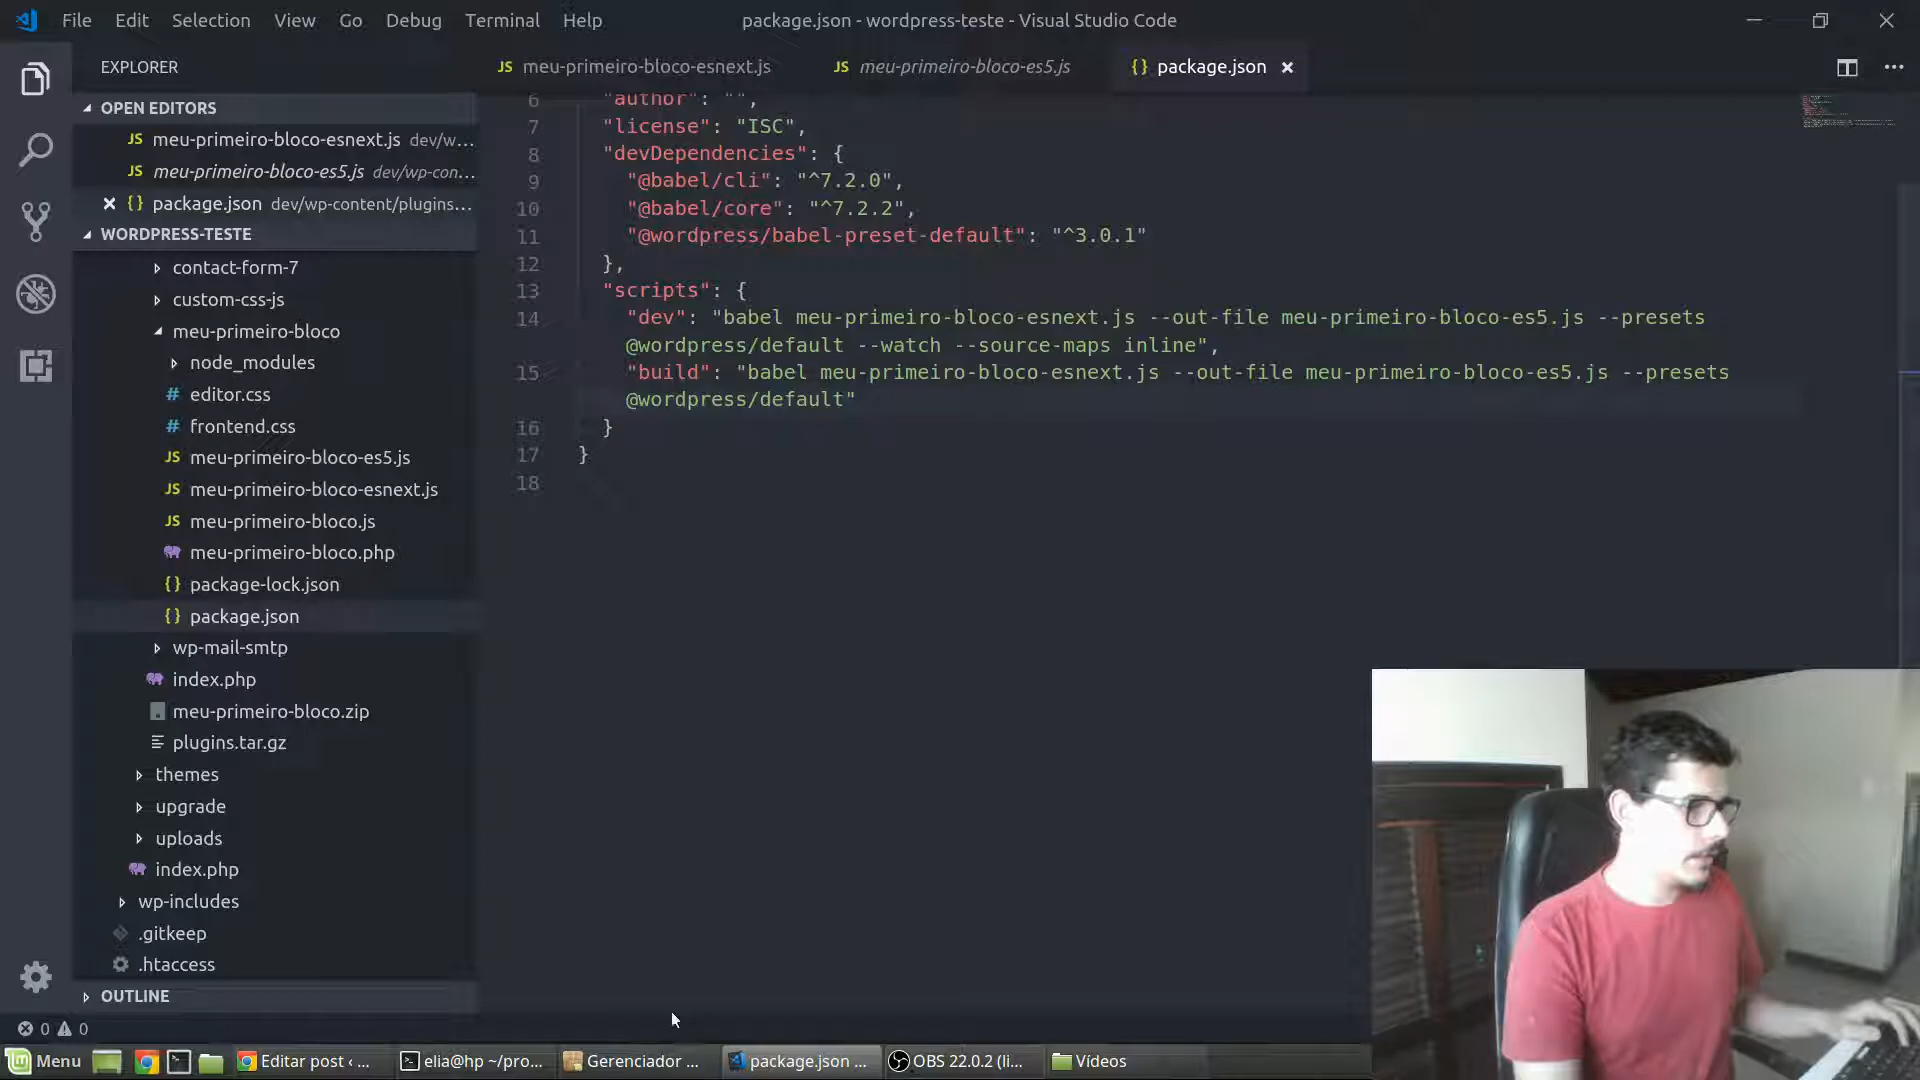 File Edit Selection View Go Debug Terminal Help
package.json - wordpress-teste - Visual Studio Code
EXPLORER
OPEN EDITORS
JS meu-primeiro-bloco-esnext.js dev/w...
JS meu-primeiro-bloco-es5.js dev/wp-con...
{} package.json dev/wp-content/plugins...
WORDPRESS-TESTE
contact-form-7
custom-css-js
meu-primeiro-bloco
node_modules
# editor.css
# frontend.css
JS meu-primeiro-bloco-es5.js
JS meu-primeiro-bloco-esnext.js
JS meu-primeiro-bloco.js
meu-primeiro-bloco.php
{} package-lock.json
{} package.json
wp-mail-smtp
index.php
meu-primeiro-bloco.zip
plugins.tar.gz
themes
upgrade
uploads
index.php
wp-includes
.gitkeep
.htaccess
OUTLINE
JS meu-primeiro-bloco-esnext.js
JS meu-primeiro-bloco-es5.js
{} package.json
6 "author": "",
7 "license": "ISC",
8 "devDependencies": {
9 "@babel/cli": "^7.2.0",
10 "@babel/core": "^7.2.2",
11 "@wordpress/babel-preset-default": "^3.0.1"
12 },
13 "scripts": {
14 "dev": "babel meu-primeiro-bloco-esnext.js --out-file meu-primeiro-bloco-es5.js --presets
@wordpress/default --watch --source-maps inline",
15 "build": "babel meu-primeiro-bloco-esnext.js --out-file meu-primeiro-bloco-es5.js --presets
@wordpress/default"
16 }
17 }
18
0 0
Menu
Editar post ‹ ...
elia@hp ~/pro...
Gerenciador ...
package.json ...
OBS 22.0.2 (li...
Vídeos